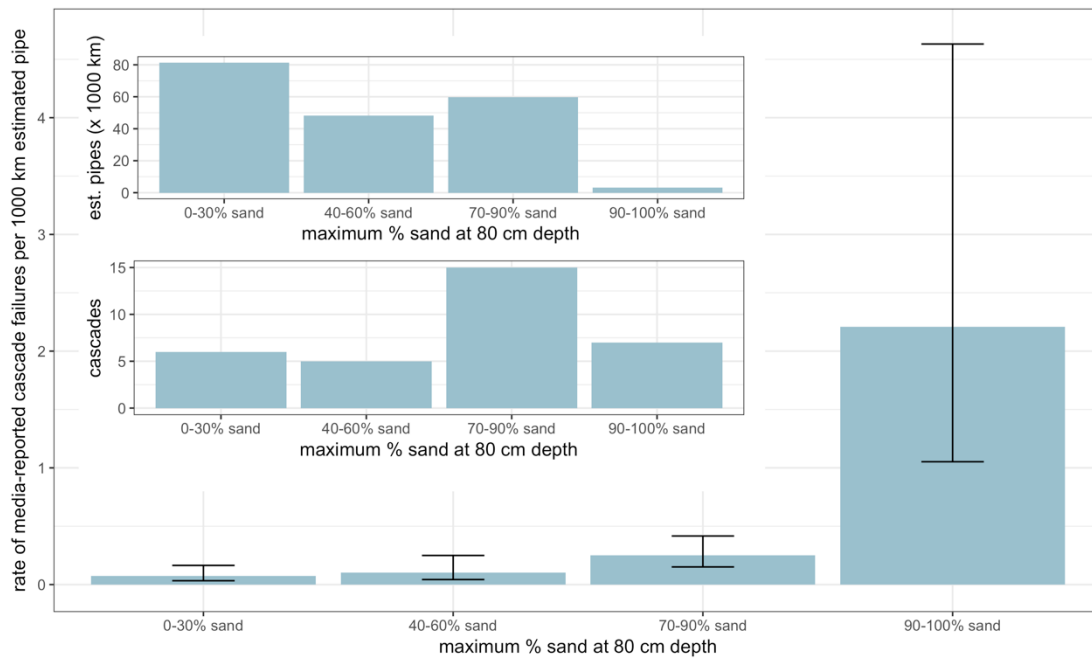 rate of media-reported cascade failures per 1000 km estimated pipe
4
3
2
1
0
est. pipes (x 1000 km)
80
60
40
20
0
0-30% sand 40-60% sand 70-90% sand 90-100% sand
maximum % sand at 80 cm depth
cascades
15
10
5
0
0-30% sand 40-60% sand 70-90% sand 90-100% sand
maximum % sand at 80 cm depth
0-30% sand 40-60% sand 70-90% sand 90-100% sand
maximum % sand at 80 cm depth